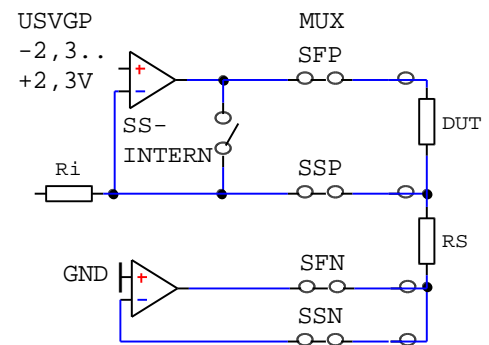 USVGP
MUX
-2,3..
SFP
+2,3V
+
-
SS-
DUT
INTERN
Ri
SSP
RS
SFN
GND
+
-
SSN